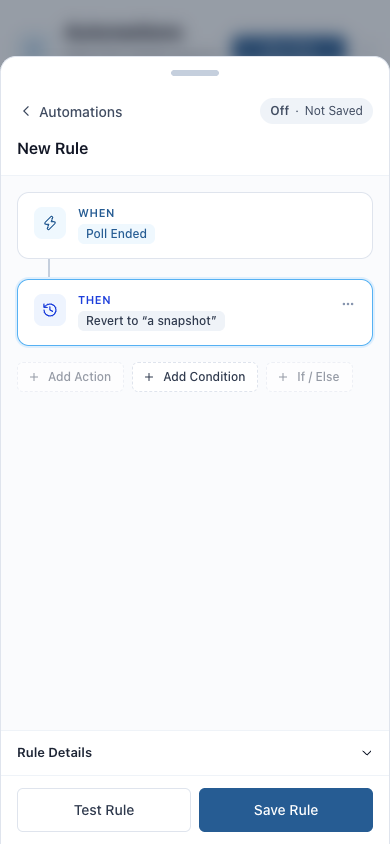 Automations
Off · Not Saved
New Rule
WHEN
Poll Ended
THEN
Revert to “a snapshot”
Add Action
Add Condition
If / Else
Rule Details
Test Rule
Save Rule